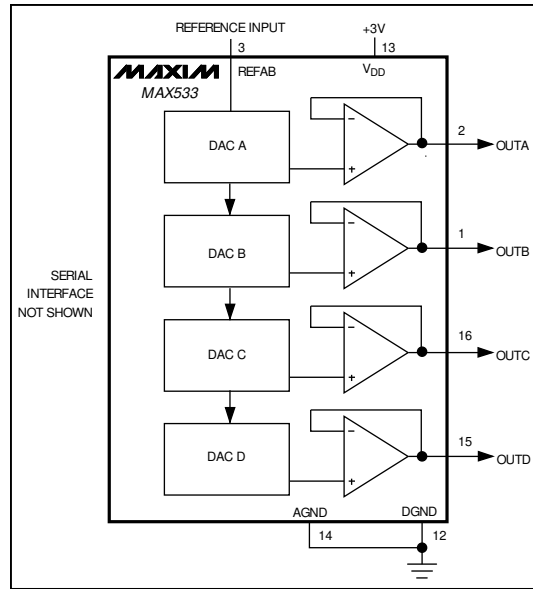 REFERENCE INPUT
+3V
3
13
MAXIM
REFAB
VDD
MAX533
DAC A
−
+
2
OUTA
DAC B
−
+
1
OUTB
SERIAL
INTERFACE
NOT SHOWN
DAC C
−
+
16
OUTC
DAC D
−
+
15
OUTD
AGND
DGND
14
12